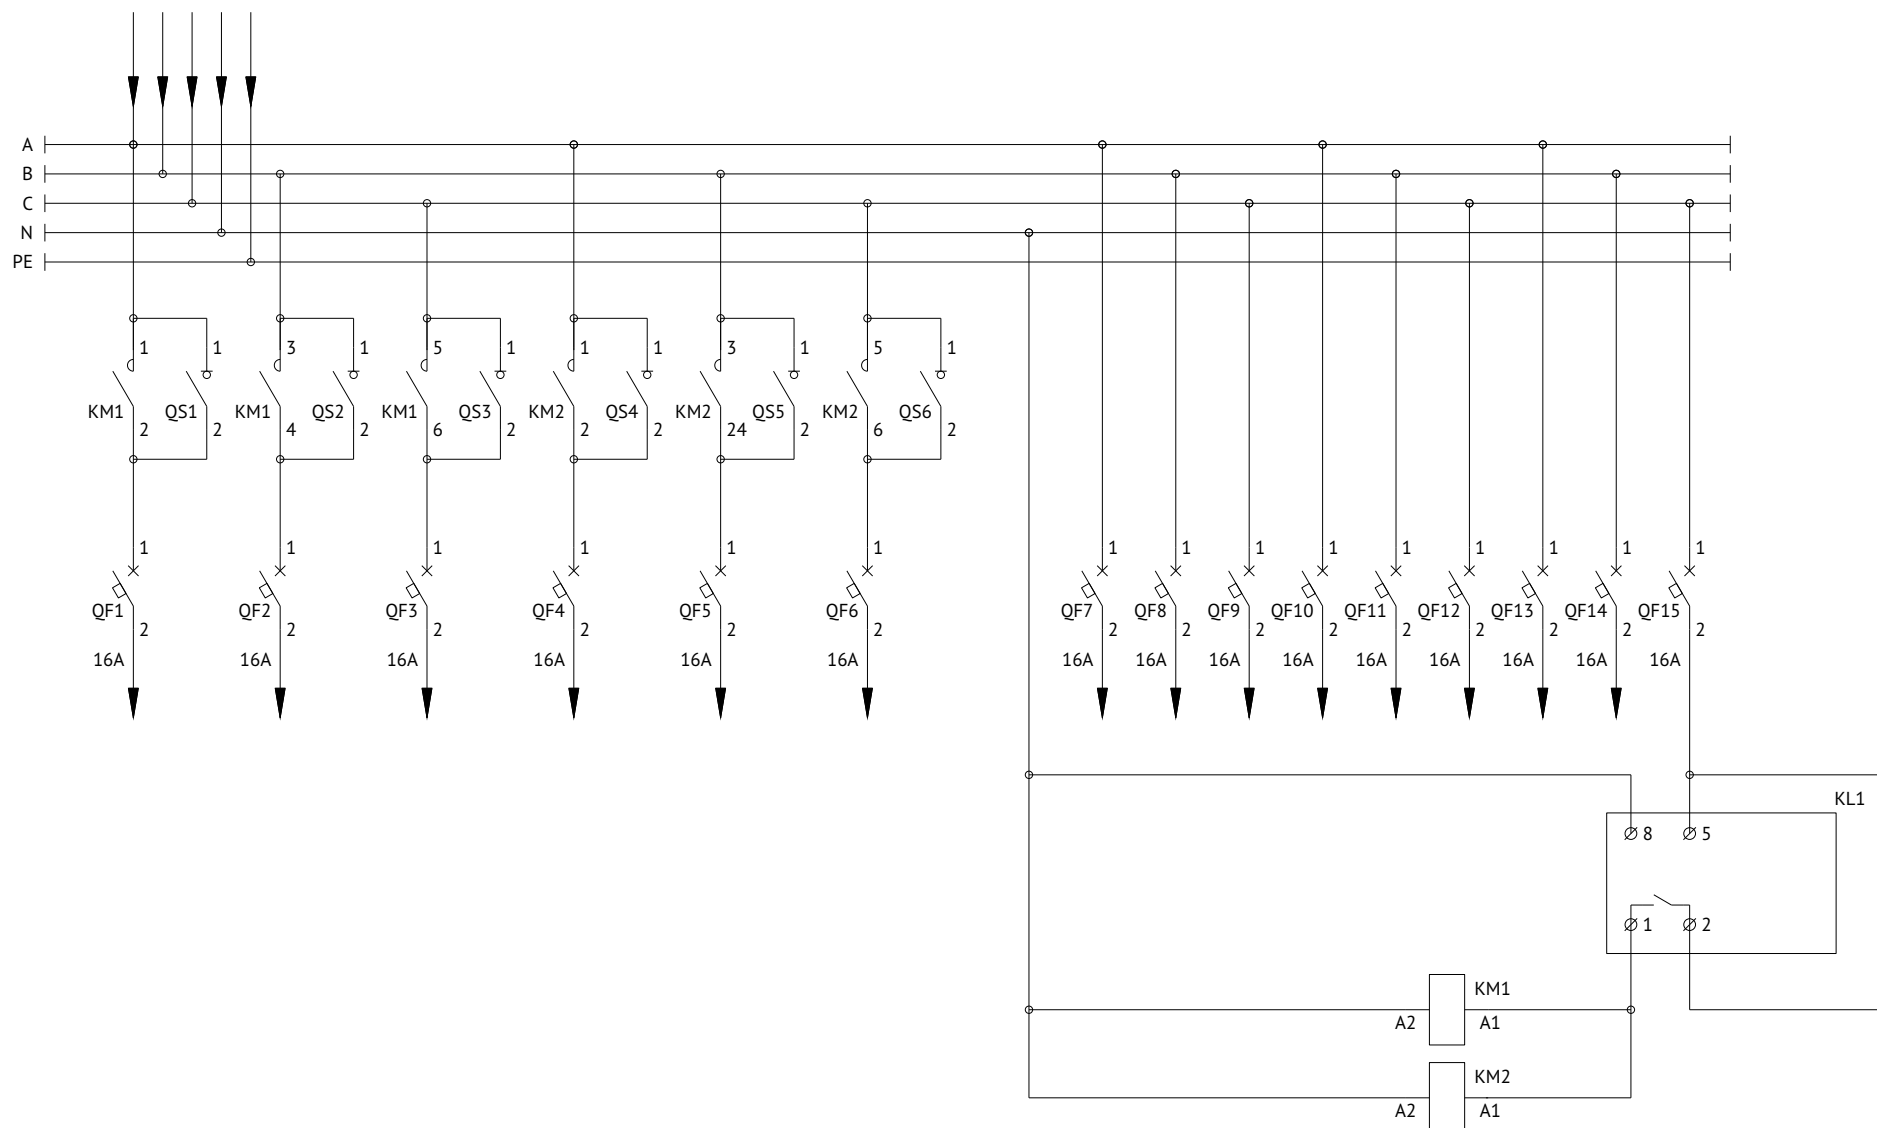 A
B
C
N
PE
1 1 3 1 5 1 1 1 3 1 5 1
KM1 QS1 KM1 QS2 KM1 QS3 KM2 QS4 KM2 QS5 KM2 QS6
2 2 4 2 6 2 2 2 24 2 6 2
1 1 1 1 1 1 1 1 1 1 1 1 1 1 1
QF1 QF2 QF3 QF4 QF5 QF6 QF7 QF8 QF9 QF10 QF11 QF12 QF13 QF14 QF15
2 2 2 2 2 2 2 2 2 2 2 2 2 2 2
16A 16A 16A 16A 16A 16A 16A 16A 16A 16A 16A 16A 16A 16A 16A
KL1
8 5
1 2
KM1
A2 A1
KM2
A2 A1